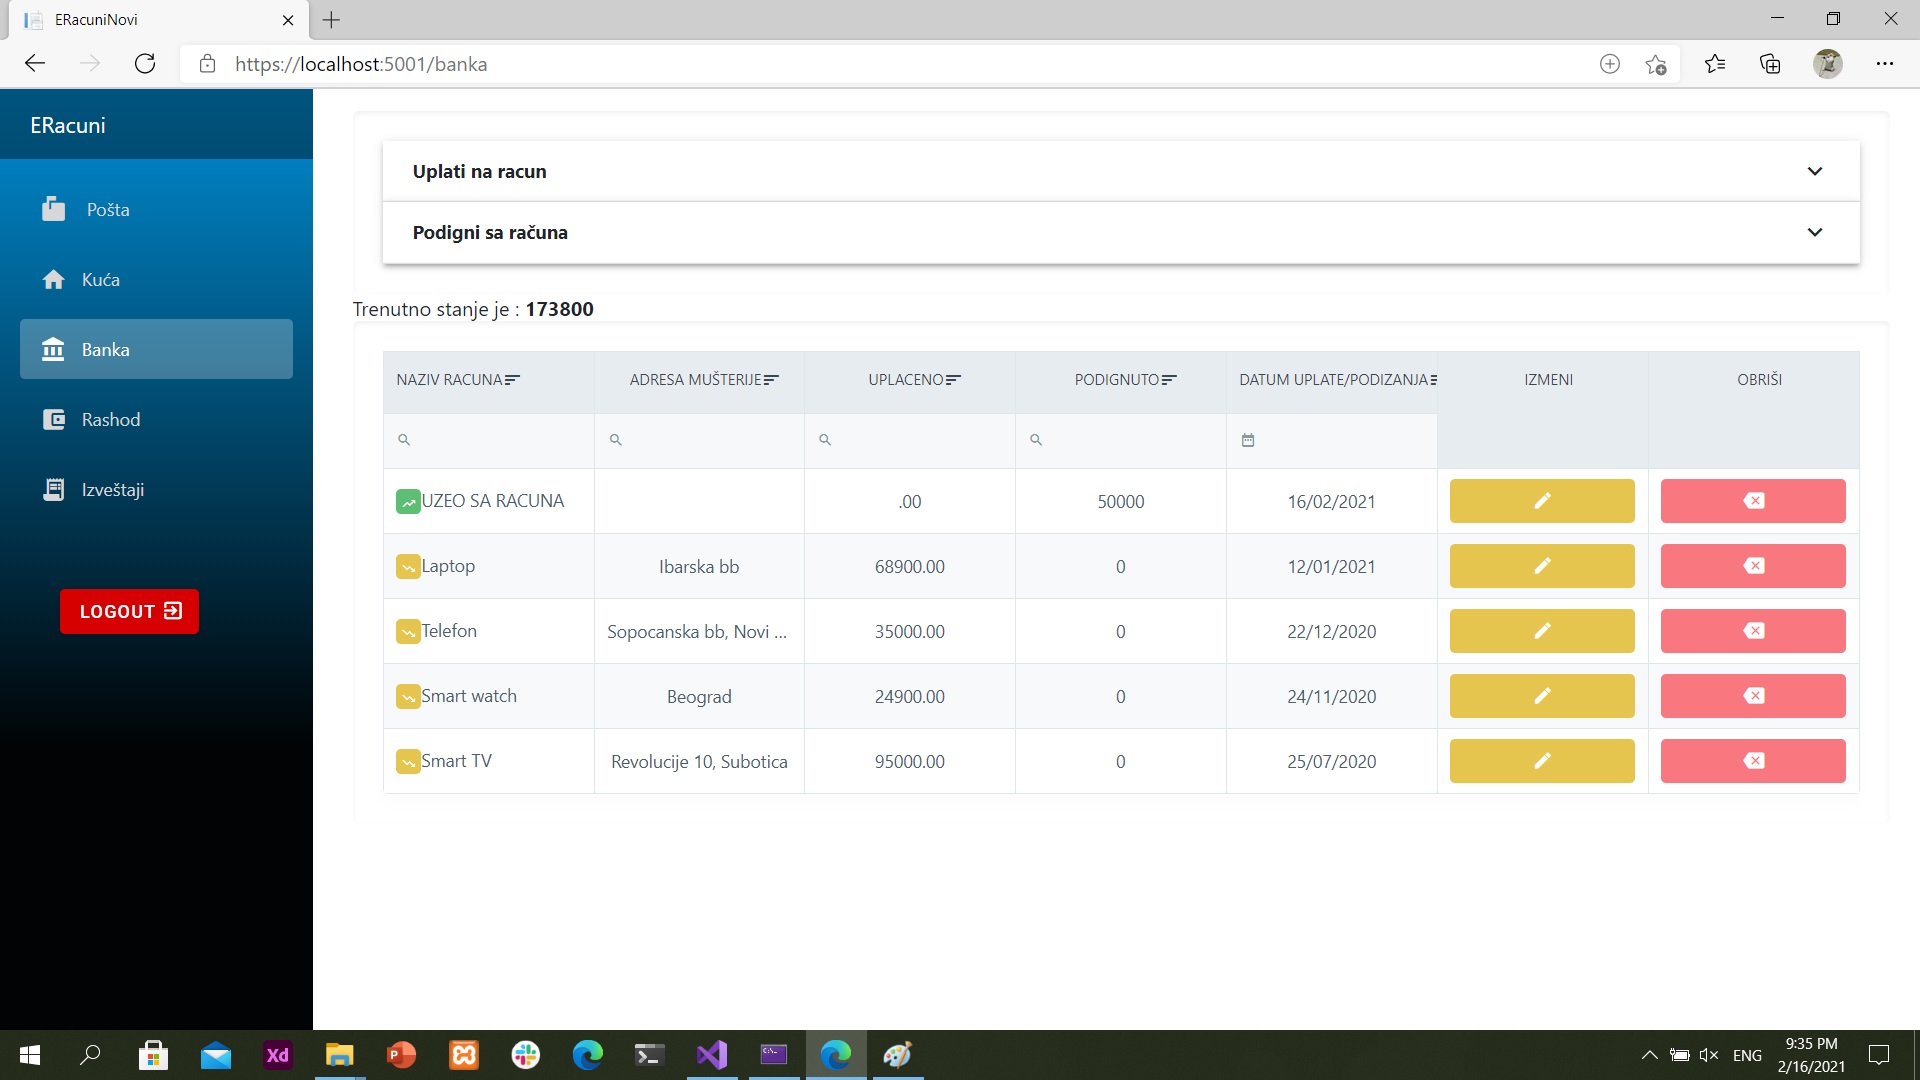 ERacuniNovi
https://localhost:5001/banka
ERacuni
Pošta
Kuća
Banka
Rashod
Izveštaji
LOGOUT
Uplati na racun
Podigni sa računa
Trenutno stanje je : 173800
NAZIV RACUNA ADRESA MUŠTERIJE UPLACENO PODIGNUTO DATUM UPLATE/PODIZANJA IZMENI OBRIŠI
UZEO SA RACUNA .00 50000 16/02/2021
Laptop Ibarska bb 68900.00 0 12/01/2021
Telefon Sopocanska bb, Novi ... 35000.00 0 22/12/2020
Smart watch Beograd 24900.00 0 24/11/2020
Smart TV Revolucije 10, Subotica 95000.00 0 25/07/2020
Xd
P
C:\
ENG
9:35 PM
2/16/2021